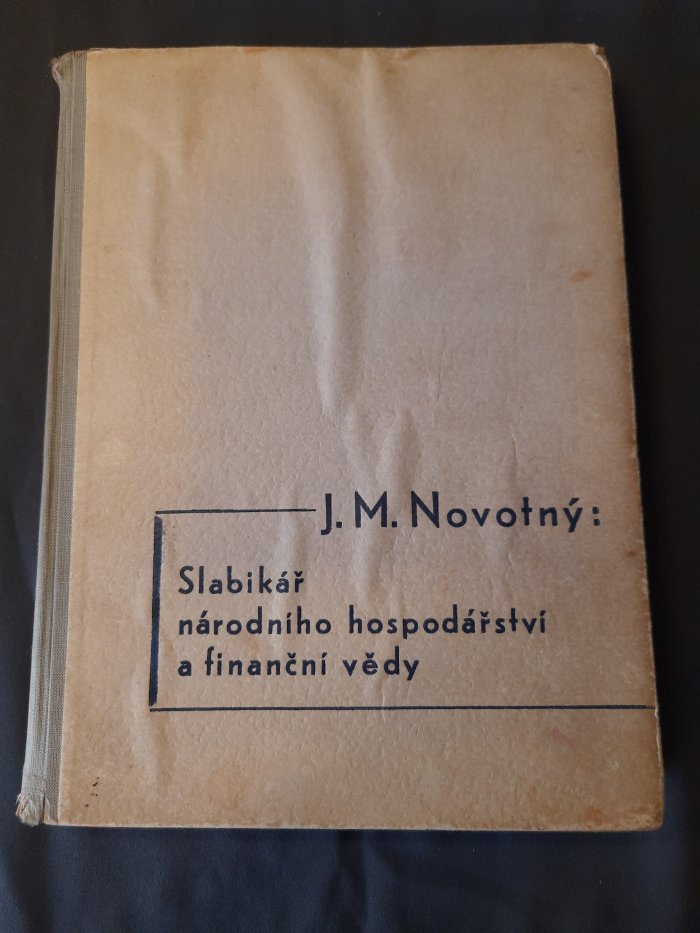 J. M. Novotný:
Slabikář
národního hospodářství
a finanční vědy